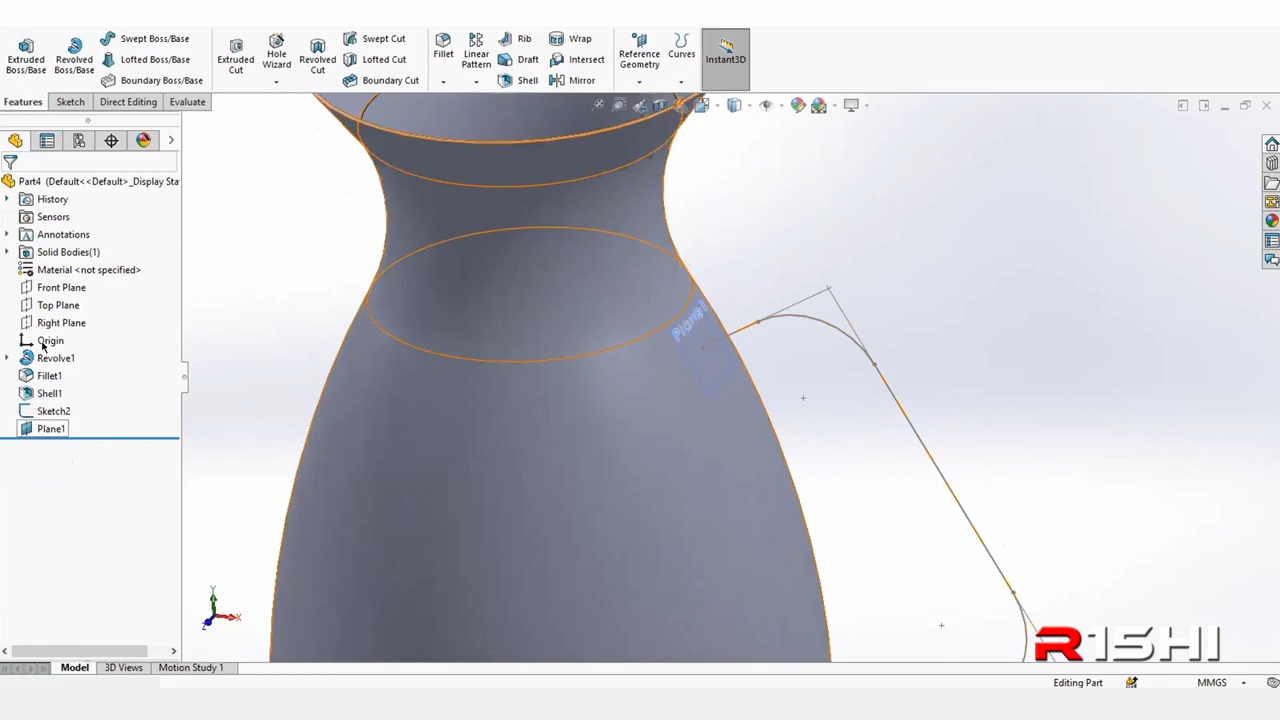 Extruded Boss/Base
Revolved Boss/Base
Swept Boss/Base
Lofted Boss/Base
Boundary Boss/Base
Extruded Cut
Hole Wizard
Revolved Cut
Swept Cut
Lofted Cut
Boundary Cut
Fillet
Linear Pattern
Rib
Draft
Shell
Wrap
Intersect
Mirror
Reference Geometry
Curves
Instant3D
Features
Sketch
Direct Editing
Evaluate
Part4 (Default<<Default>_Display Sta
History
Sensors
Annotations
Solid Bodies(1)
Material <not specified>
Front Plane
Top Plane
Right Plane
Origin
Revolve1
Fillet1
Shell1
Sketch2
Plane1
Plane1
Y
X
Z
R15HI
Model
3D Views
Motion Study 1
Editing Part
MMGS